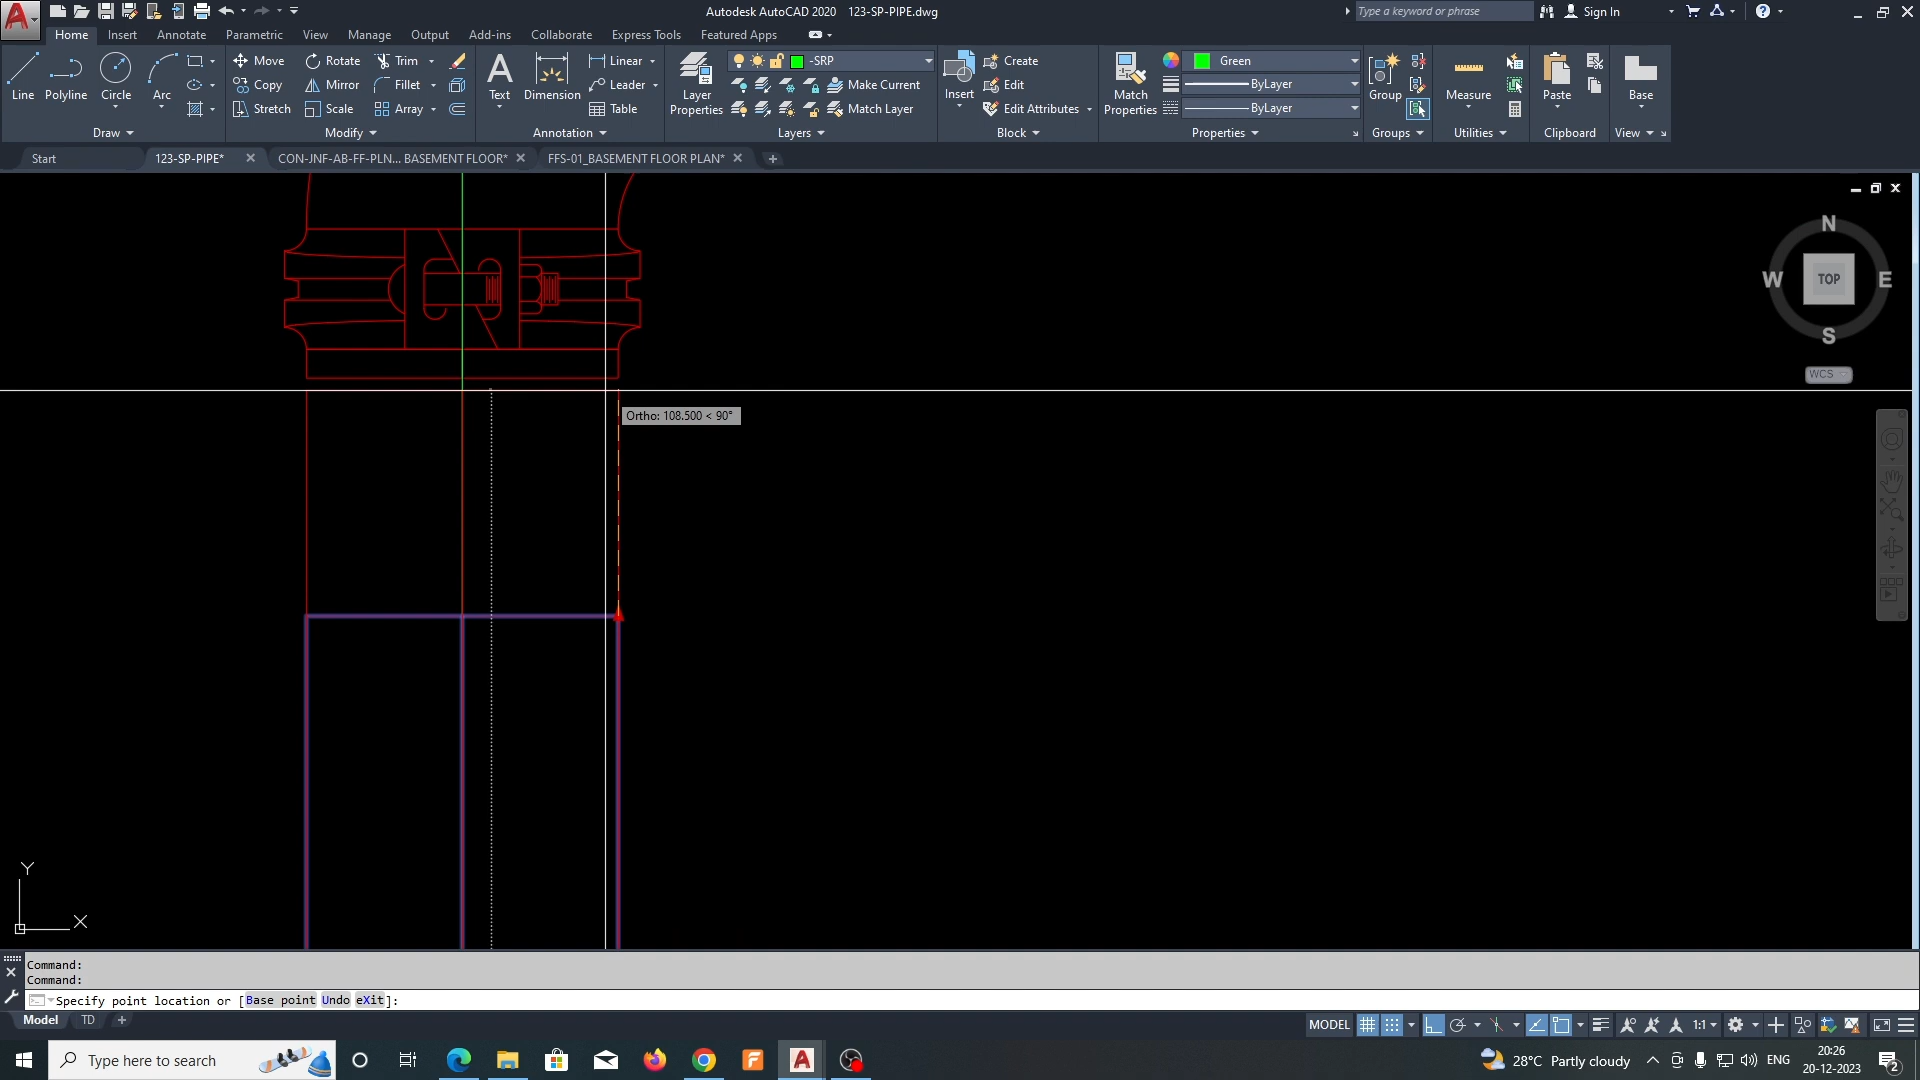 Autodesk AutoCAD 2020 123-SP-PIPE.dwg
Type a keyword or phrase
Sign In
Home Insert Annotate Parametric View Manage Output Add-ins Collaborate Express Tools Featured Apps
Line Polyline Circle Arc
Draw
Move Rotate Trim
Copy Mirror Fillet
Stretch Scale Array
Modify
Text Dimension
Linear
Leader
Table
Annotation
Layer Properties
-SRP
Make Current
Match Layer
Layers
Insert
Create
Edit
Edit Attributes
Block
Match Properties
Green
ByLayer
ByLayer
Properties
Group
Groups
Measure
Utilities
Paste
Clipboard
Base
View
Start
123-SP-PIPE*
CON-JNF-AB-FF-PLN... BASEMENT FLOOR*
FFS-01_BASEMENT FLOOR PLAN*
N
W TOP E
S
WCS
Ortho: 108.500 < 90°
Y
X
Command:
Command:
Specify point location or [Base point Undo eXit]:
Model TD
MODEL
1:1
Type here to search
28°C Partly cloudy
ENG
20:26
20-12-2023
2